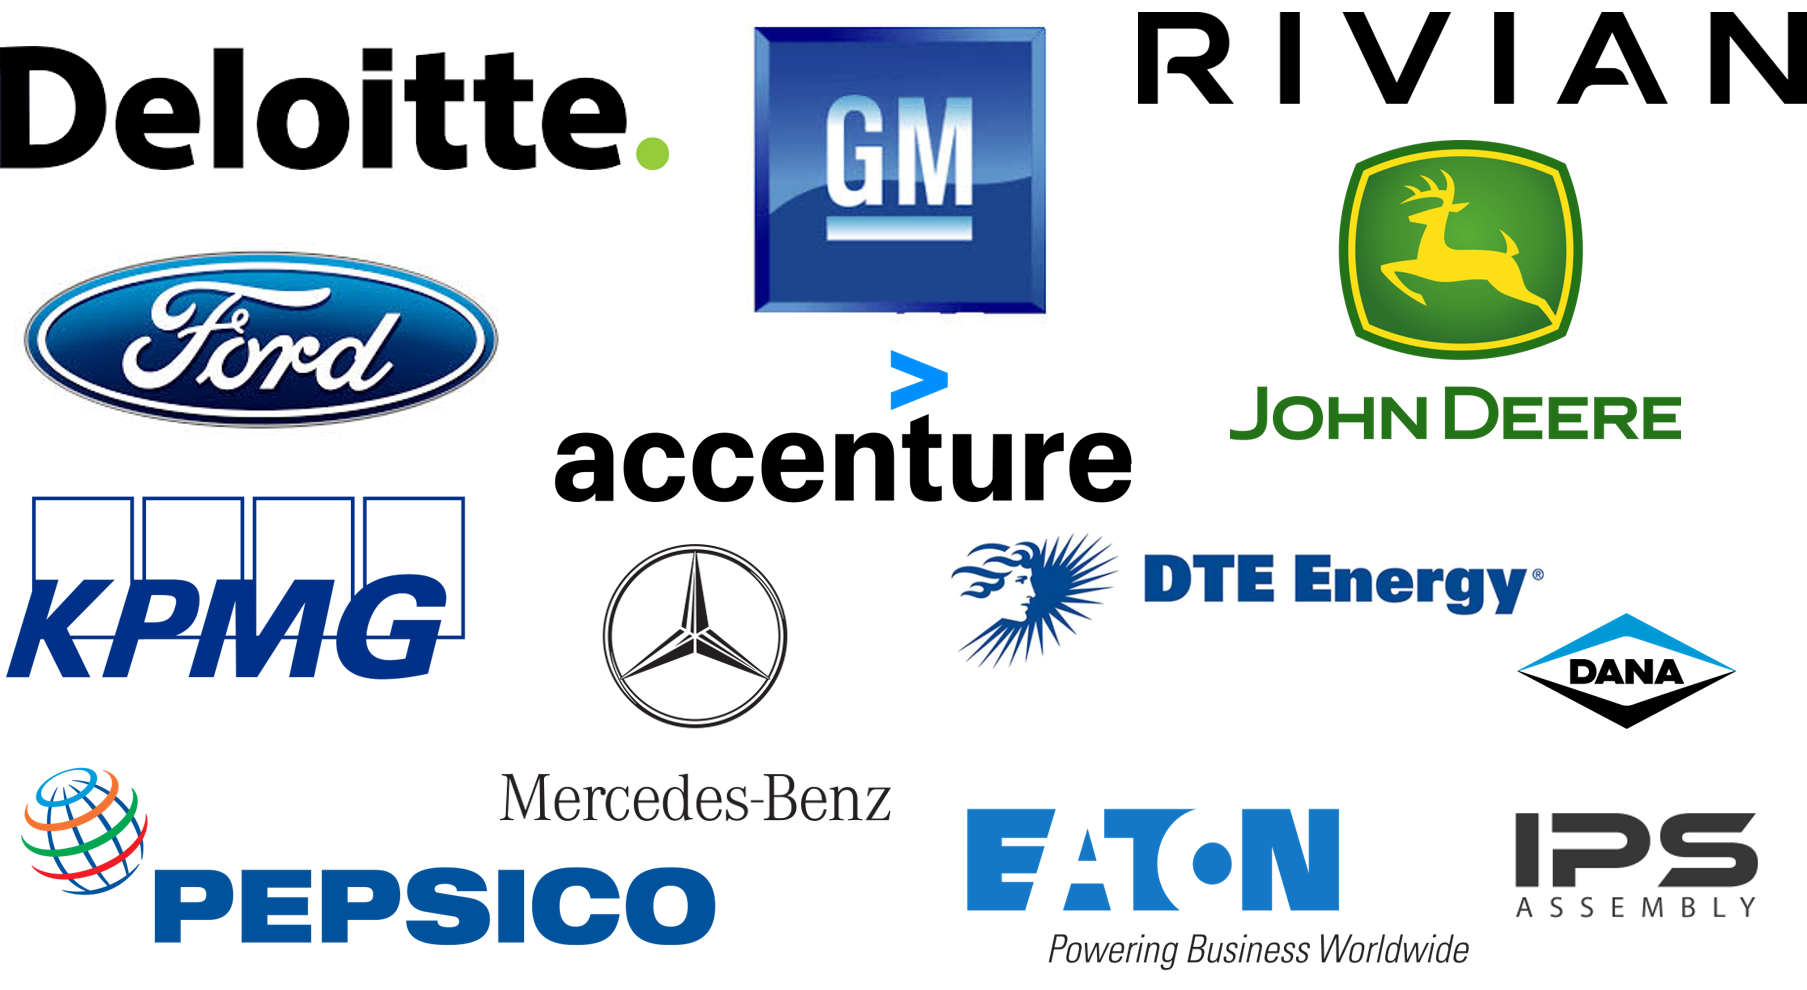 Deloitte.
GM
RIVIAN
Ford
JOHN DEERE
>
accenture
KPMG
DTE Energy®
DANA
Mercedes-Benz
PEPSICO
EATON
Powering Business Worldwide
IPS
ASSEMBLY